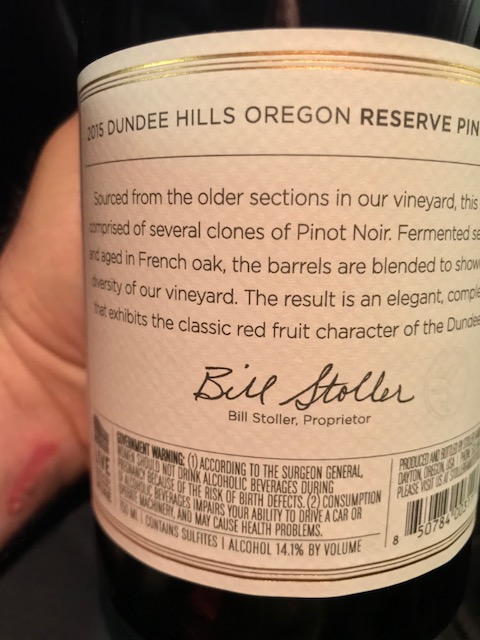 2015 DUNDEE HILLS OREGON RESERVE PIN
Sourced from the older sections in our vineyard, this
comprised of several clones of Pinot Noir. Fermented se
and aged in French oak, the barrels are blended to show
diversity of our vineyard. The result is an elegant, comple
that exhibits the classic red fruit character of the Dundee
Bill Stoller
Bill Stoller, Proprietor
LIVE
GOVERNMENT WARNING: (1) ACCORDING TO THE SURGEON GENERAL,
WOMEN SHOULD NOT DRINK ALCOHOLIC BEVERAGES DURING
PREGNANCY BECAUSE OF THE RISK OF BIRTH DEFECTS. (2) CONSUMPTION
OF ALCOHOLIC BEVERAGES IMPAIRS YOUR ABILITY TO DRIVE A CAR OR
OPERATE MACHINERY, AND MAY CAUSE HEALTH PROBLEMS.
750 Ml | CONTAINS SULFITES | ALCOHOL 14.1% BY VOLUME
PRODUCED AND BOTTLED BY
DAYTON, OREGON, USA
PLEASE VISIT US AT
8 50784